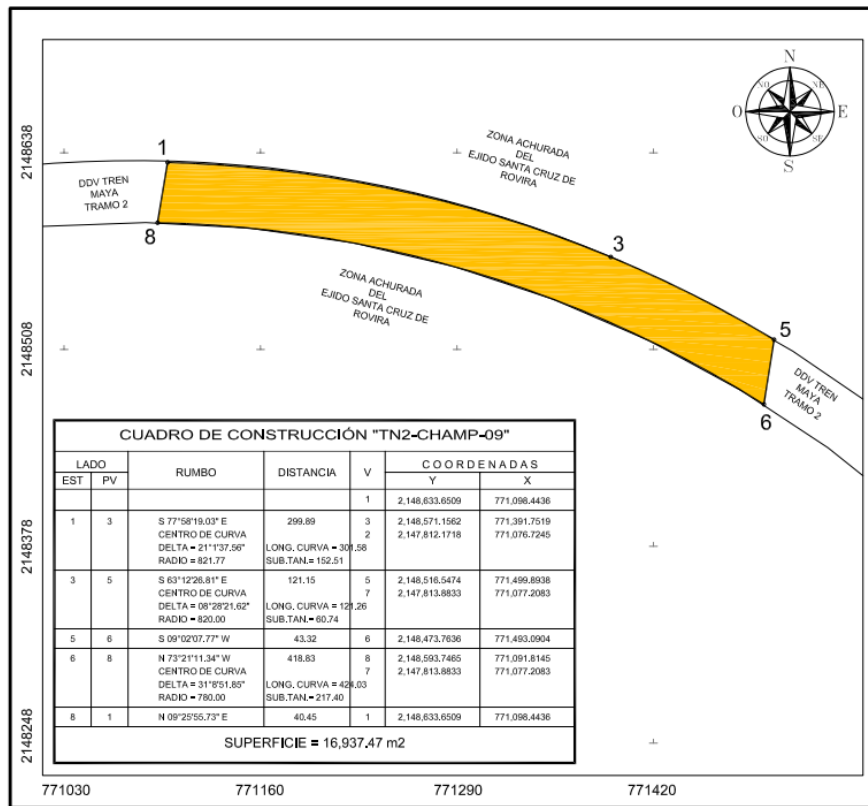 N
NO
NE
O
E
SO
SE
S
2148638
2148508
2148378
2148248
1
ZONA ACHURADA
DEL
EJIDO SANTA CRUZ DE
ROVIRA
DDV TREN
MAYA
TRAMO 2
8
3
ZONA ACHURADA
DEL
EJIDO SANTA CRUZ DE
ROVIRA
5
DDV TREN
MAYA
TRAMO 2
6
CUADRO DE CONSTRUCCIÓN "TN2-CHAMP-09"
LADO RUMBO DISTANCIA V COORDENADAS
EST PV Y X
1 2,148,633.6509 771,098.4436
1 3 S 77°58'19.03" E 299.89 3 2,148,571.1562 771,391.7519
CENTRO DE CURVA 2 2,147,812.1718 771,076.7245
DELTA = 21°1'37.56" LONG. CURVA = 301.58
RADIO = 821.77 SUB.TAN.= 152.51
3 5 S 63°12'26.81" E 121.15 5 2,148,516.5474 771,499.8938
CENTRO DE CURVA 7 2,147,813.8833 771,077.2083
DELTA = 08°28'21.62" LONG. CURVA = 121.26
RADIO = 820.00 SUB.TAN.= 60.74
5 6 S 09°02'07.77" W 43.32 6 2,148,473.7636 771,493.0904
6 8 N 73°21'11.34" W 418.83 8 2,148,593.7465 771,091.8145
CENTRO DE CURVA 7 2,147,813.8833 771,077.2083
DELTA = 31°8'51.85" LONG. CURVA = 424.03
RADIO = 780.00 SUB.TAN.= 217.40
8 1 N 09°25'55.73" E 40.45 1 2,148,633.6509 771,098.4436
SUPERFICIE = 16,937.47 m2
771030 771160 771290 771420